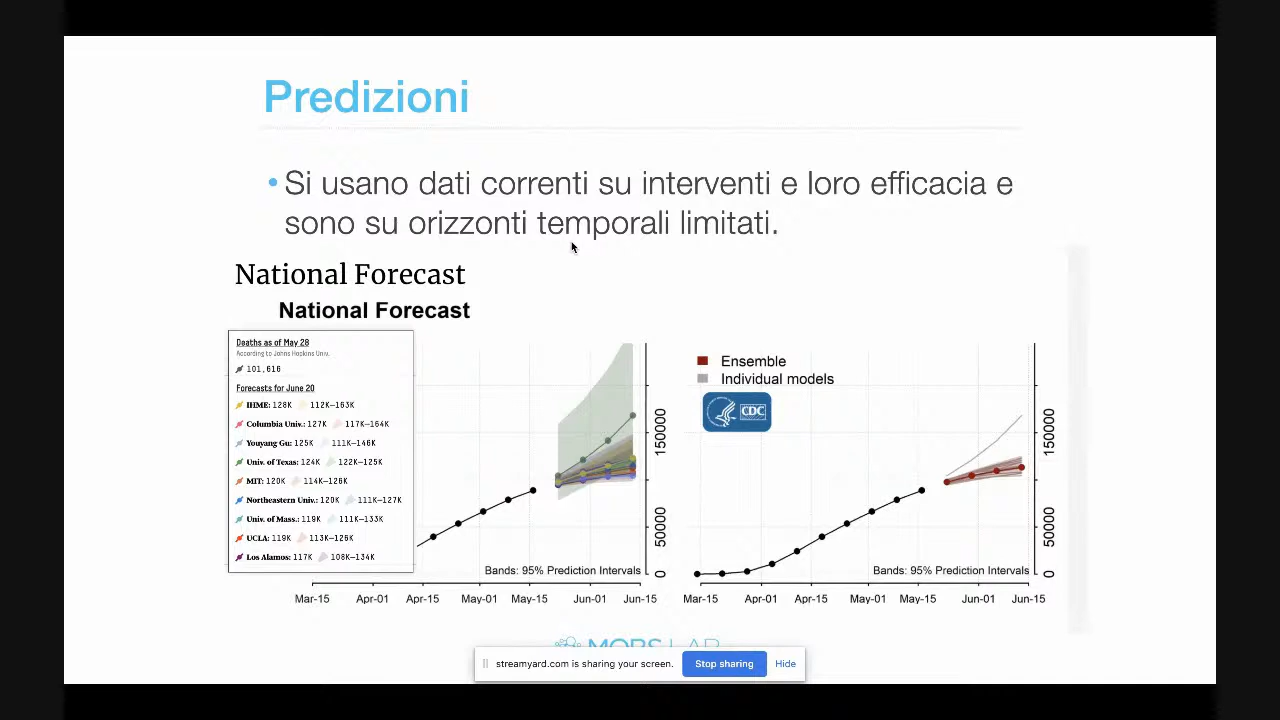 Predizioni
• Si usano dati correnti su interventi e loro efficacia e
sono su orizzonti temporali limitati.
National Forecast
National Forecast
Deaths as of May 28
According to Johns Hopkins Univ.
101,616
Forecasts for June 20
IHME: 128K 112K–163K
Columbia Univ.: 127K 117K–164K
Youyang Gu: 125K 111K–146K
Univ. of Texas: 124K 122K–125K
MIT: 120K 114K–126K
Northeastern Univ.: 120K 111K–127K
Univ. of Mass.: 119K 111K–133K
UCLA: 119K 113K–126K
Los Alamos: 117K 108K–134K
150000
50000
0
Bands: 95% Prediction Intervals
Mar-15 Apr-01 Apr-15 May-01 May-15 Jun-01 Jun-15
Ensemble
Individual models
CDC
150000
50000
0
Bands: 95% Prediction Intervals
Mar-15 Apr-01 Apr-15 May-01 May-15 Jun-01 Jun-15
MOBS LAB
streamyard.com is sharing your screen.
Stop sharing
Hide